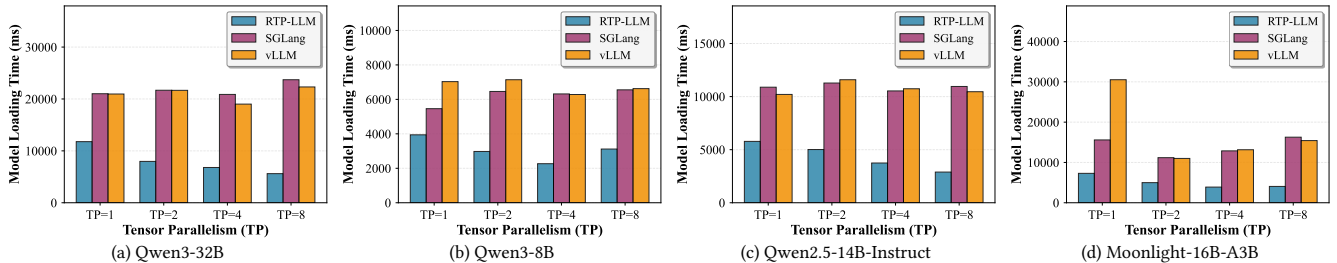 Model Loading Time (ms)
30000
20000
10000
0
RTP-LLM
SGLang
vLLM
TP=1 TP=2 TP=4 TP=8
Tensor Parallelism (TP)
(a) Qwen3-32B
Model Loading Time (ms)
10000
8000
6000
4000
2000
0
RTP-LLM
SGLang
vLLM
TP=1 TP=2 TP=4 TP=8
Tensor Parallelism (TP)
(b) Qwen3-8B
Model Loading Time (ms)
15000
10000
5000
0
RTP-LLM
SGLang
vLLM
TP=1 TP=2 TP=4 TP=8
Tensor Parallelism (TP)
(c) Qwen2.5-14B-Instruct
Model Loading Time (ms)
40000
30000
20000
10000
0
RTP-LLM
SGLang
vLLM
TP=1 TP=2 TP=4 TP=8
Tensor Parallelism (TP)
(d) Moonlight-16B-A3B